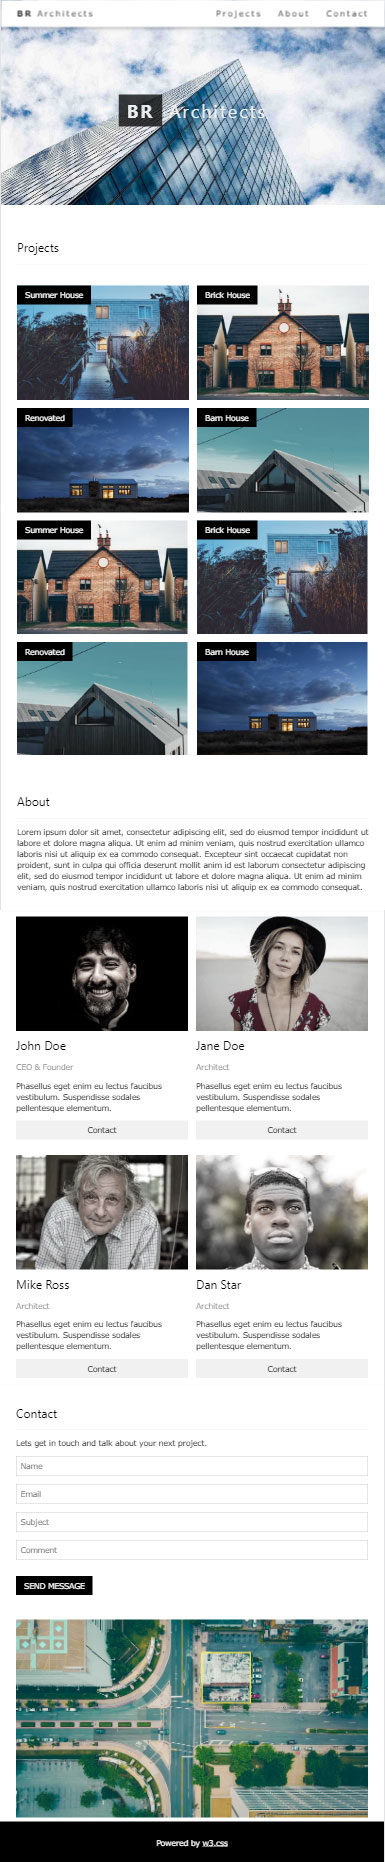 BR Architects
Projects About Contact
BR Architects
Projects
Summer House
Brick House
Renovated
Barn House
Summer House
Brick House
Renovated
Barn House
About
Lorem ipsum dolor sit amet, consectetur adipiscing elit, sed do eiusmod tempor incididunt ut
labore et dolore magna aliqua. Ut enim ad minim veniam, quis nostrud exercitation ullamco
laboris nisi ut aliquip ex ea commodo consequat. Excepteur sint occaecat cupidatat non
proident, sunt in culpa qui officia deserunt mollit anim id est laborum consectetur adipiscing
elit, sed do eiusmod tempor incididunt ut labore et dolore magna aliqua. Ut enim ad minim
veniam, quis nostrud exercitation ullamco laboris nisi ut aliquip ex ea commodo consequat.
John Doe
CEO & Founder
Phasellus eget enim eu lectus faucibus
vestibulum. Suspendisse sodales
pellentesque elementum.
Contact
Jane Doe
Architect
Phasellus eget enim eu lectus faucibus
vestibulum. Suspendisse sodales
pellentesque elementum.
Contact
Mike Ross
Architect
Phasellus eget enim eu lectus faucibus
vestibulum. Suspendisse sodales
pellentesque elementum.
Contact
Dan Star
Architect
Phasellus eget enim eu lectus faucibus
vestibulum. Suspendisse sodales
pellentesque elementum.
Contact
Contact
Lets get in touch and talk about your next project.
Name
Email
Subject
Comment
SEND MESSAGE
Powered by w3.css